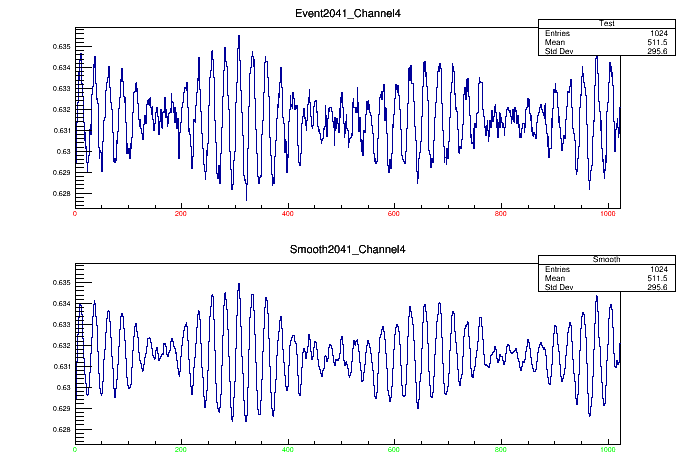 Event2041_Channel4
Test
Entries 1024
Mean 511.5
Std Dev 295.6
0.635
0.634
0.633
0.632
0.631
0.63
0.629
0.628
0 200 400 600 800 1000
Smooth2041_Channel4
Smooth
Entries 1024
Mean 511.5
Std Dev 295.6
0.635
0.634
0.633
0.632
0.631
0.63
0.629
0.628
0 200 400 600 800 1000